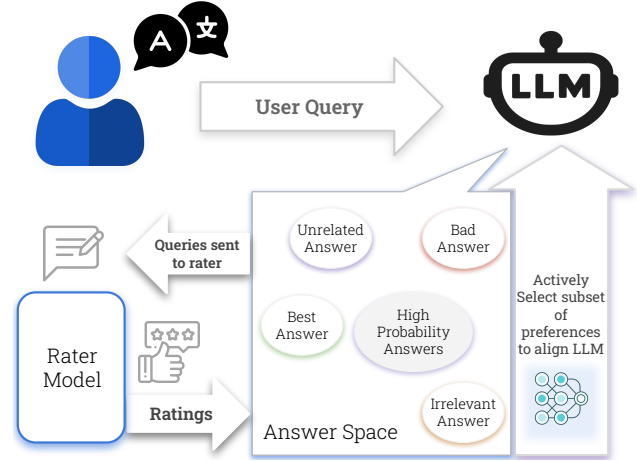 A 文
User Query
LLM
Queries sent
to rater
Unrelated
Answer
Bad
Answer
Best
Answer
High
Probability
Answers
Irrelevant
Answer
Answer Space
Rater
Model
Ratings
Actively
Select subset
of
preferences
to align LLM